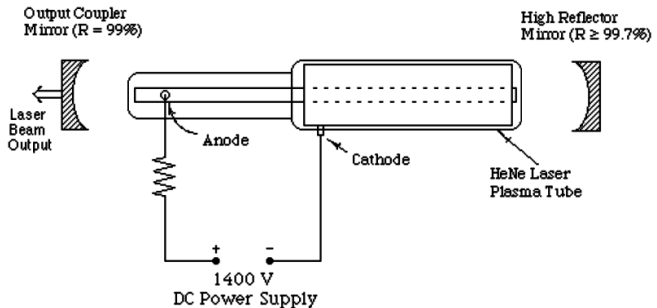 Output Coupler
Mirror (R = 99%)
High Reflector
Mirror (R ≥ 99.7%)
Laser
Beam
Output
Anode
Cathode
HeNe Laser
Plasma Tube
+ -
1400 V
DC Power Supply